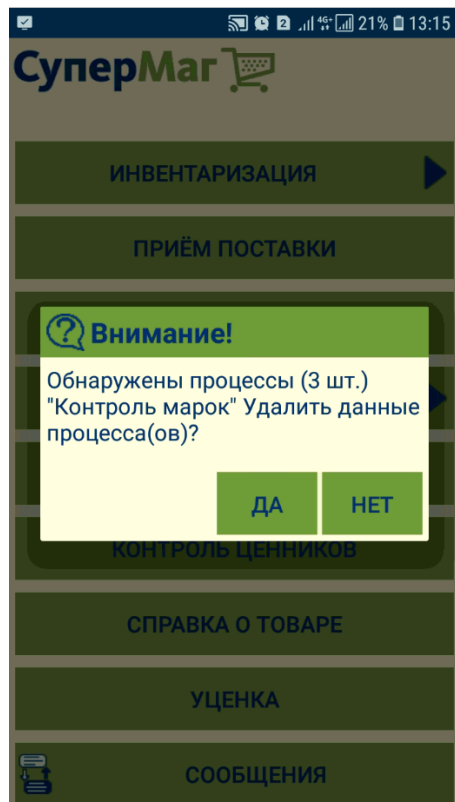 4G+ 21% 13:15
СуперМаг
ИНВЕНТАРИЗАЦИЯ
ПРИЁМ ПОСТАВКИ
Внимание!
Обнаружены процессы (3 шт.)
"Контроль марок" Удалить данные
процесса(ов)?
ДА НЕТ
КОНТРОЛЬ ЦЕННИКОВ
СПРАВКА О ТОВАРЕ
УЦЕНКА
СООБЩЕНИЯ